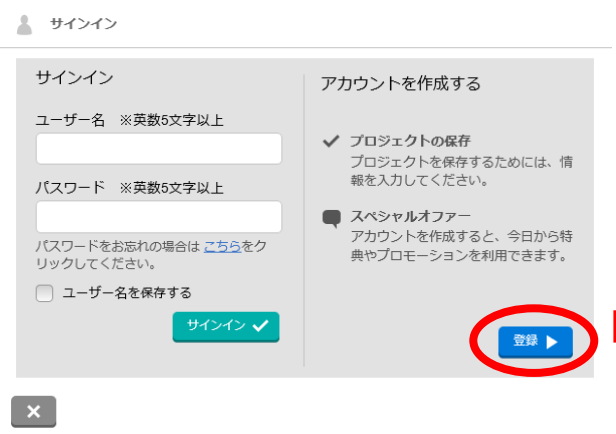 サインイン
サインイン
ユーザー名 ※英数5文字以上
パスワード ※英数5文字以上
パスワードをお忘れの場合は こちらをク
リックしてください。
ユーザー名を保存する
サインイン
アカウントを作成する
プロジェクトの保存
プロジェクトを保存するためには、情
報を入力してください。
スペシャルオファー
アカウントを作成すると、今日から特
典やプロモーションを利用できます。
登録